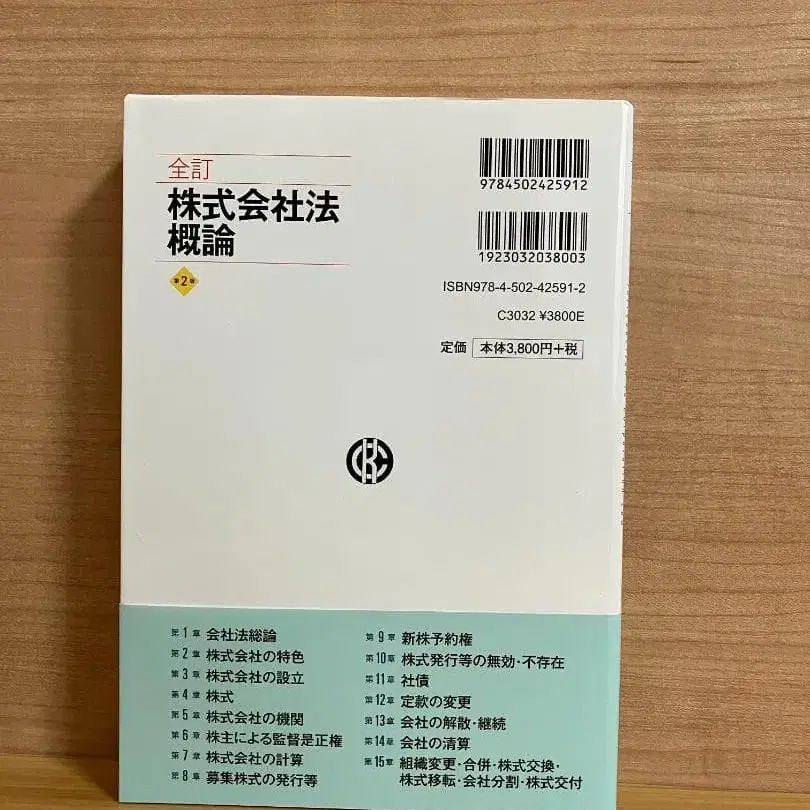 全訂
株式会社法
概論
第2版
9784502425912
1923032038003
ISBN978-4-502-42591-2
C3032 ¥3800E
定価 本体3,800円+税
第1章 会社法総論
第2章 株式会社の特色
第3章 株式会社の設立
第4章 株式
第5章 株式会社の機関
第6章 株主による監督是正権
第7章 株式会社の計算
第8章 募集株式の発行等
第9章 新株予約権
第10章 株式発行等の無効・不存在
第11章 社債
第12章 定款の変更
第13章 会社の解散・継続
第14章 会社の清算
第15章 組織変更・合併・株式交換・
株式移転・会社分割・株式交付